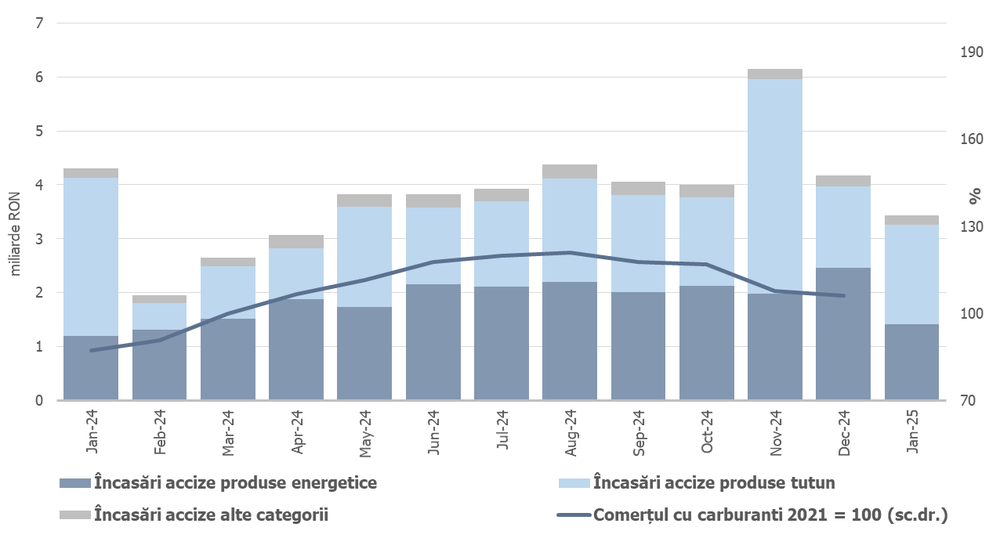 7
6
5
4
3
2
1
0
miliarde RON
190
160
130
100
70
%
Jan-24
Feb-24
Mar-24
Apr-24
May-24
Jun-24
Jul-24
Aug-24
Sep-24
Oct-24
Nov-24
Dec-24
Jan-25
Încasări accize produse energetice
Încasări accize produse tutun
Încasări accize alte categorii
Comerțul cu carburanti 2021 = 100 (sc.dr.)